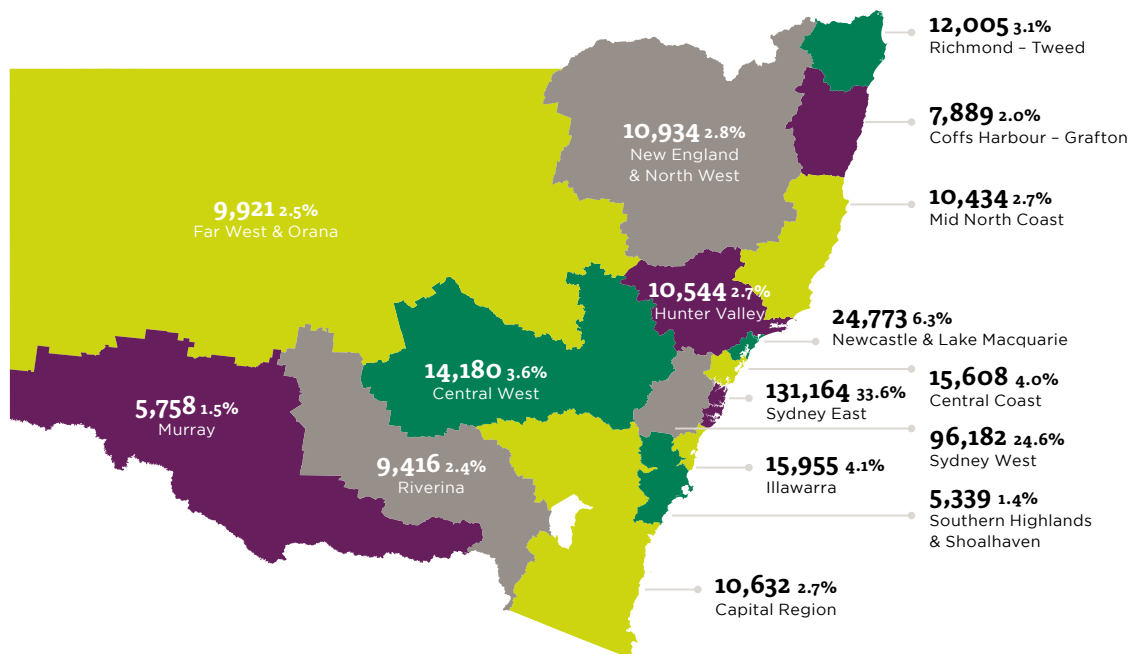 12,005 3.1%
Richmond – Tweed
7,889 2.0%
Coffs Harbour – Grafton
10,934 2.8%
New England
& North West
10,434 2.7%
Mid North Coast
9,921 2.5%
Far West & Orana
10,544 2.7%
Hunter Valley
24,773 6.3%
Newcastle & Lake Macquarie
14,180 3.6%
Central West
15,608 4.0%
Central Coast
131,164 33.6%
Sydney East
5,758 1.5%
Murray
96,182 24.6%
Sydney West
9,416 2.4%
Riverina
15,955 4.1%
Illawarra
5,339 1.4%
Southern Highlands
& Shoalhaven
10,632 2.7%
Capital Region